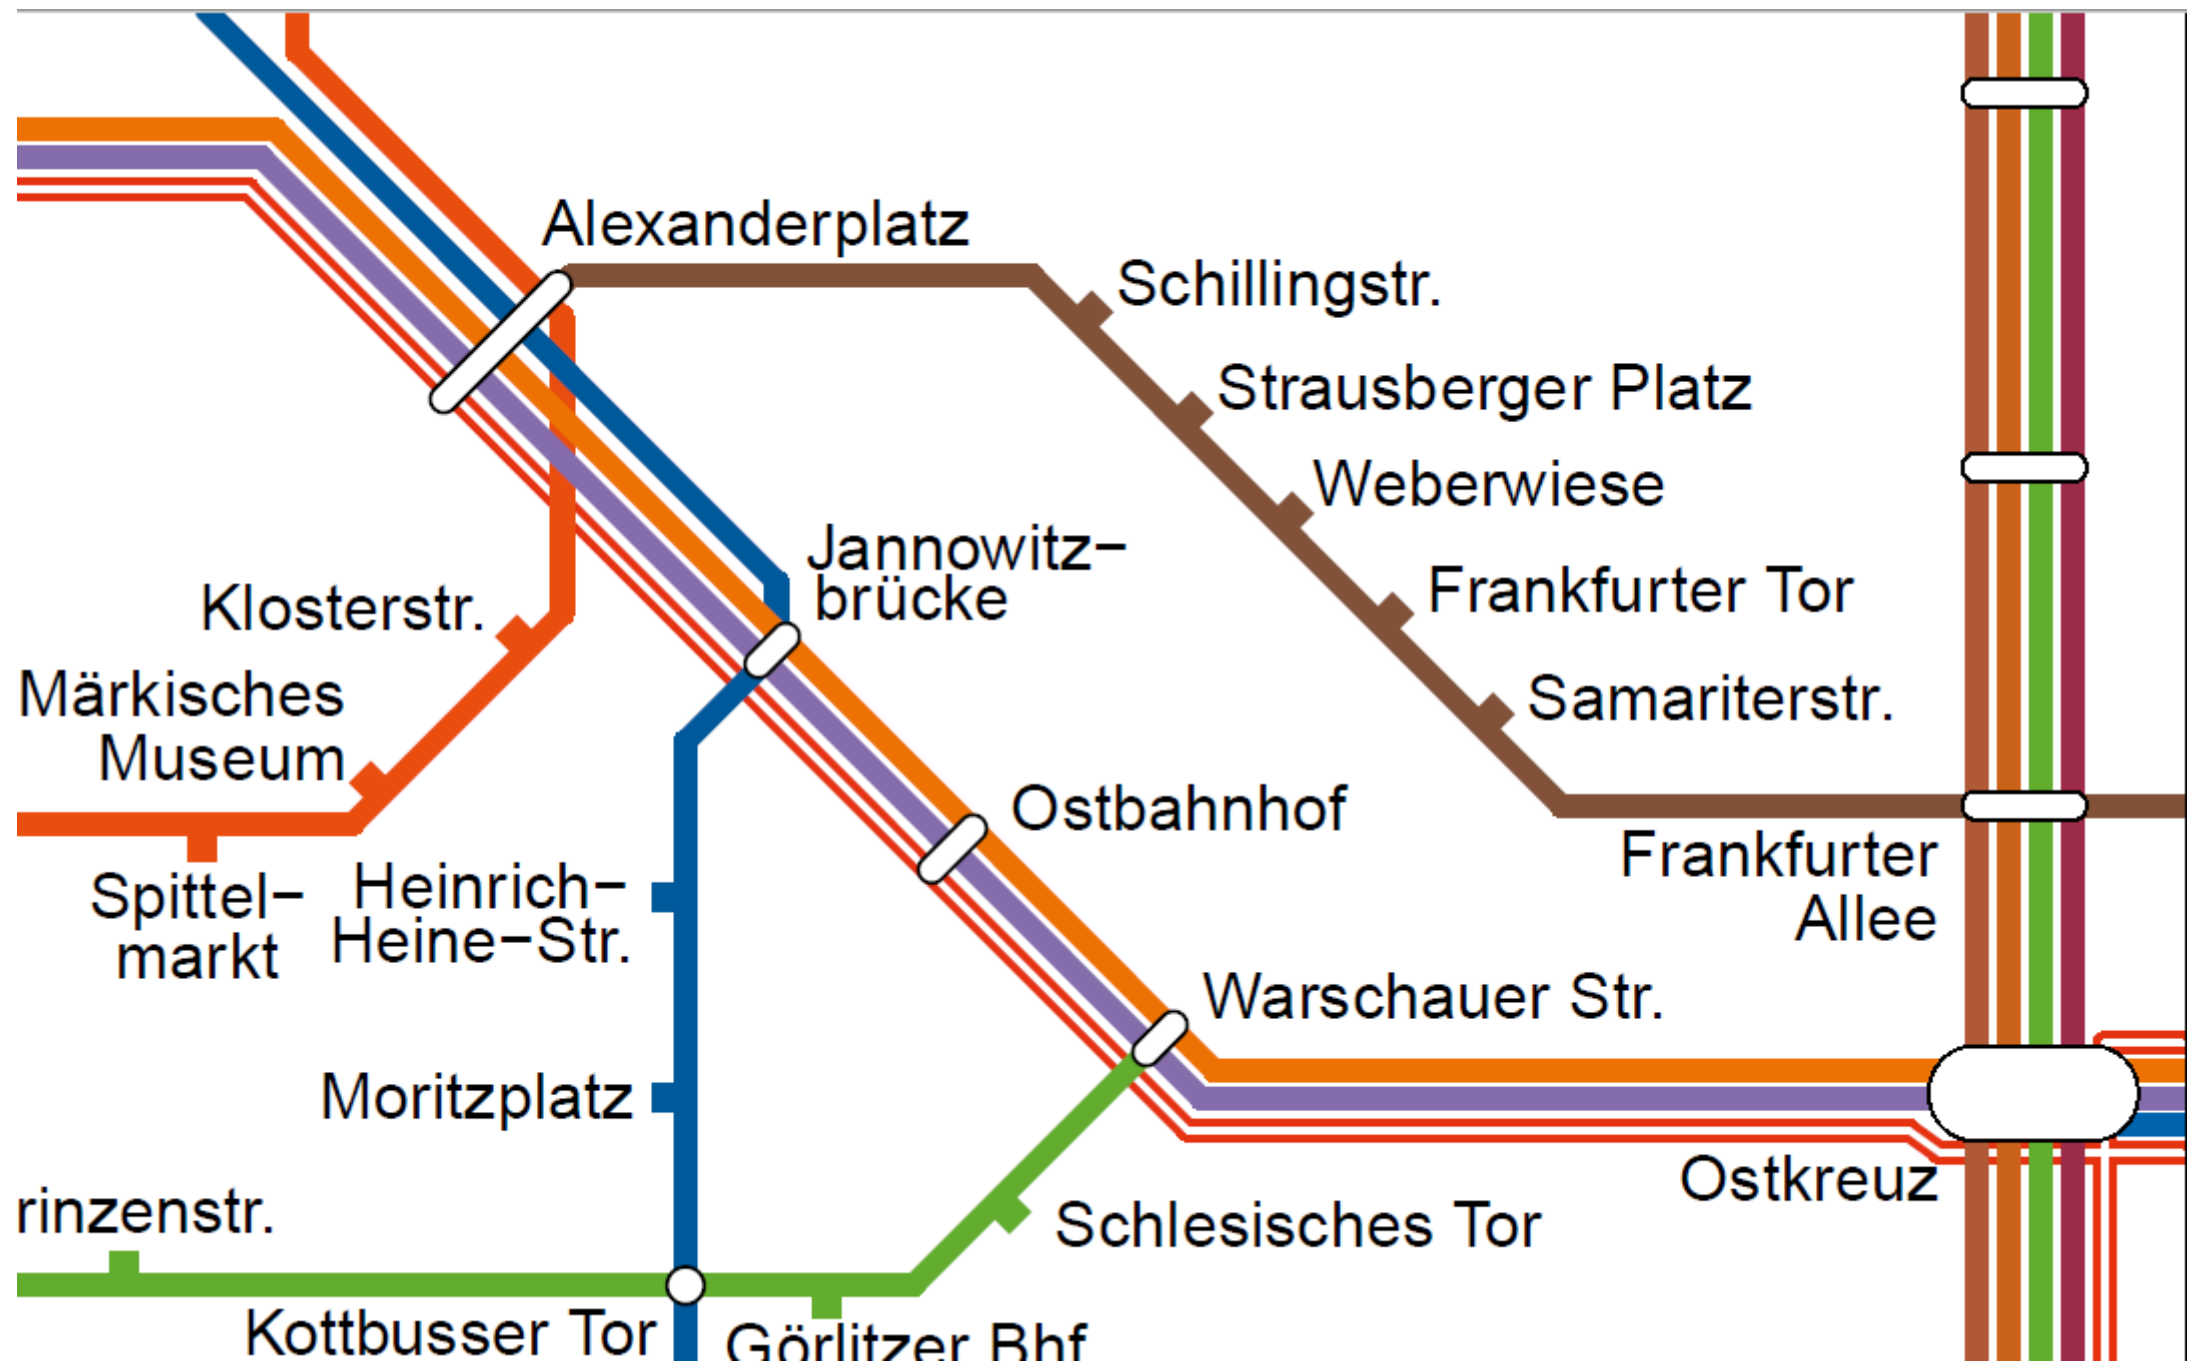 Alexanderplatz
Schillingstr.
Strausberger Platz
Weberwiese
Jannowitz–
brücke
Frankfurter Tor
Klosterstr.
Märkisches
Museum
Samariterstr.
Ostbahnhof
Frankfurter
Allee
Spittel–
markt
Heinrich–
Heine–Str.
Warschauer Str.
Moritzplatz
Ostkreuz
rinzenstr.
Schlesisches Tor
Kottbusser Tor
Görlitzer Bhf